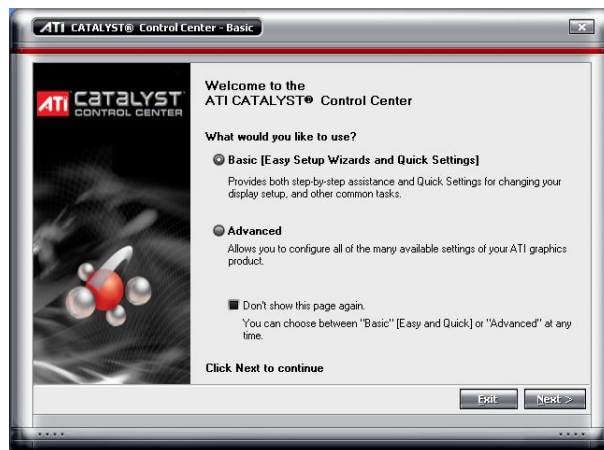 ATI CATALYST® Control Center - Basic
ATI CATALYST
CONTROL CENTER
Welcome to the
ATI CATALYST® Control Center
What would you like to use?
Basic [Easy Setup Wizards and Quick Settings]
Provides both step-by-step assistance and Quick Settings for changing your
display setup, and other common tasks.
Advanced
Allows you to configure all of the many available settings of your ATI graphics
product.
Don't show this page again.
You can choose between "Basic" [Easy and Quick] or "Advanced" at any
time.
Click Next to continue
Exit
Next >